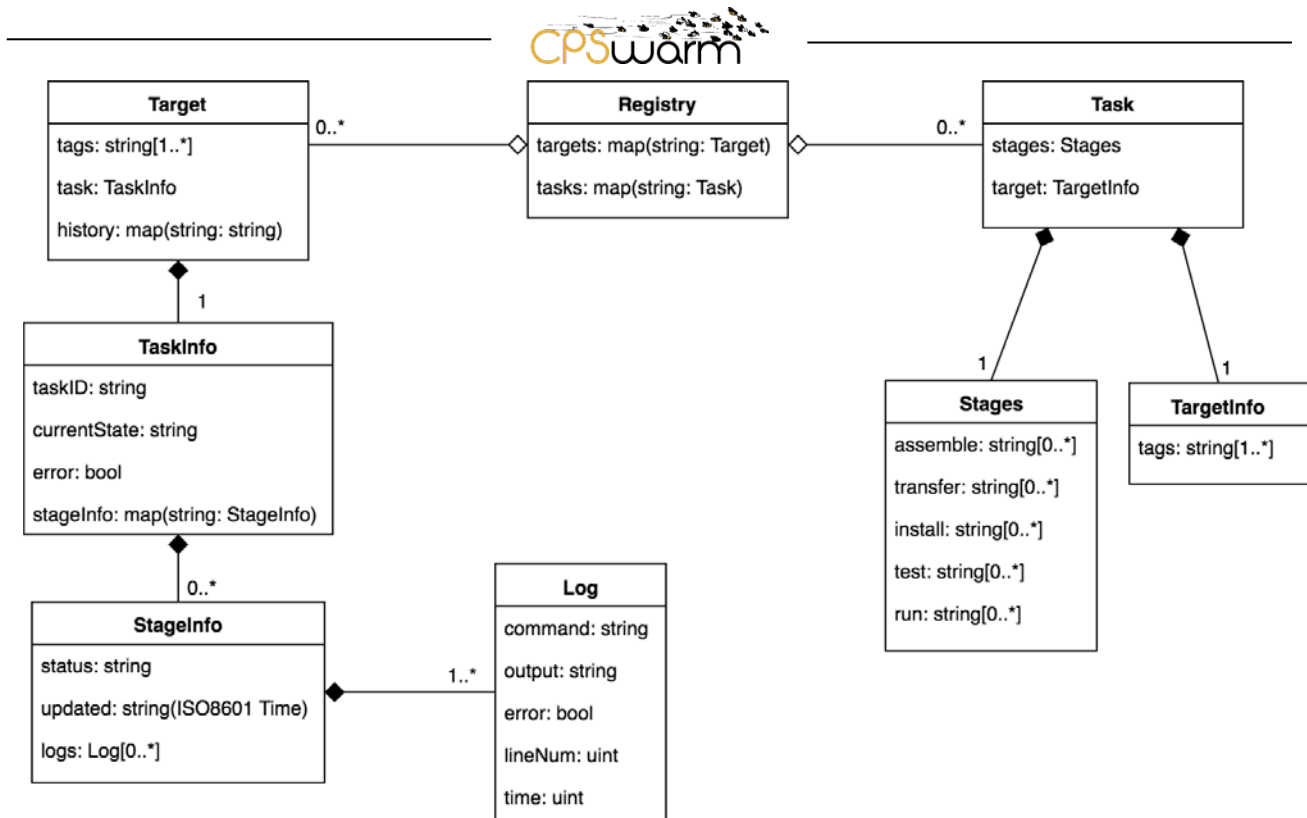 CPSwarm
Target
tags: string[1..*]
task: TaskInfo
history: map(string: string)
0..*
Registry
targets: map(string: Target)
tasks: map(string: Task)
0..*
Task
stages: Stages
target: TargetInfo
1
TaskInfo
taskID: string
currentState: string
error: bool
stageInfo: map(string: StageInfo)
0..*
StageInfo
status: string
updated: string(ISO8601 Time)
logs: Log[0..*]
1..*
Log
command: string
output: string
error: bool
lineNum: uint
time: uint
1
Stages
assemble: string[0..*]
transfer: string[0..*]
install: string[0..*]
test: string[0..*]
run: string[0..*]
1
TargetInfo
tags: string[1..*]